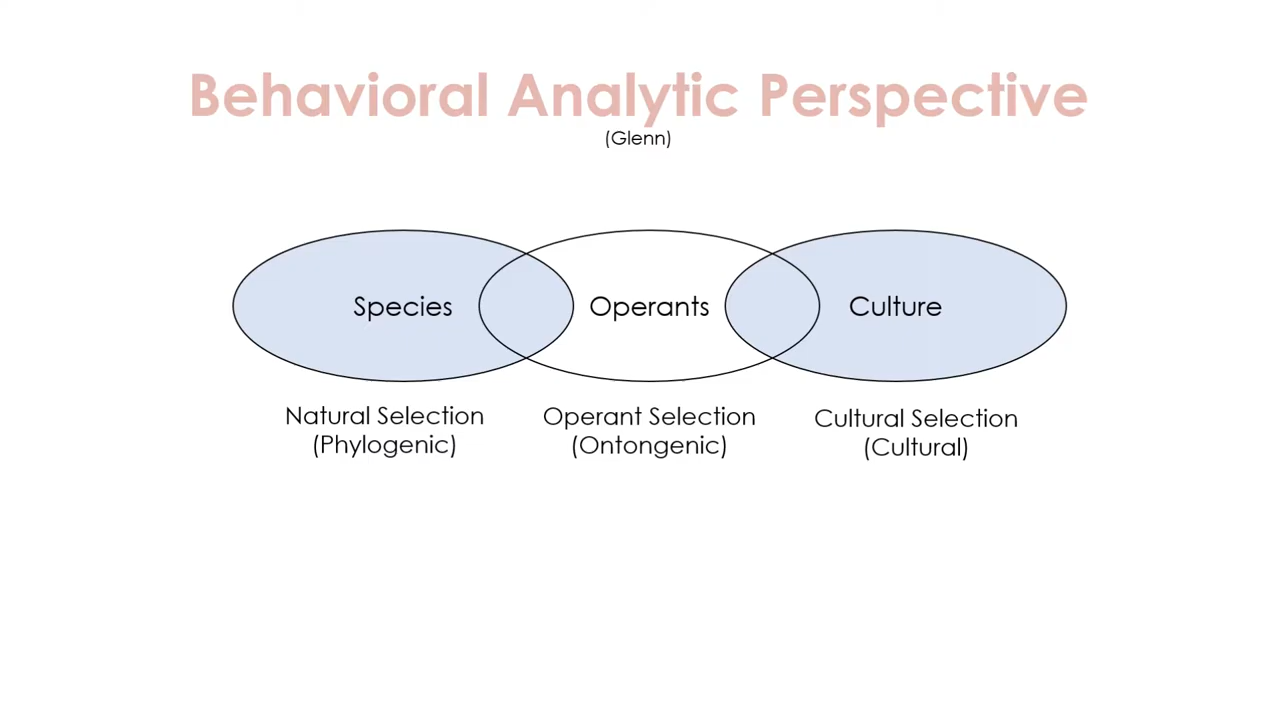 Behavioral Analytic Perspective
(Glenn)
Species
Operants
Culture
Natural Selection
(Phylogenic)
Operant Selection
(Ontongenic)
Cultural Selection
(Cultural)